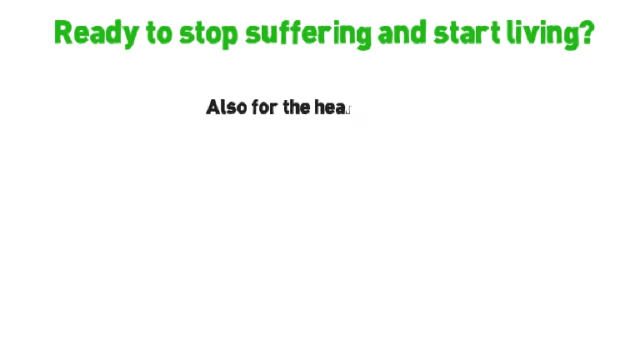 Ready to stop suffering and start living?
Also for the hea